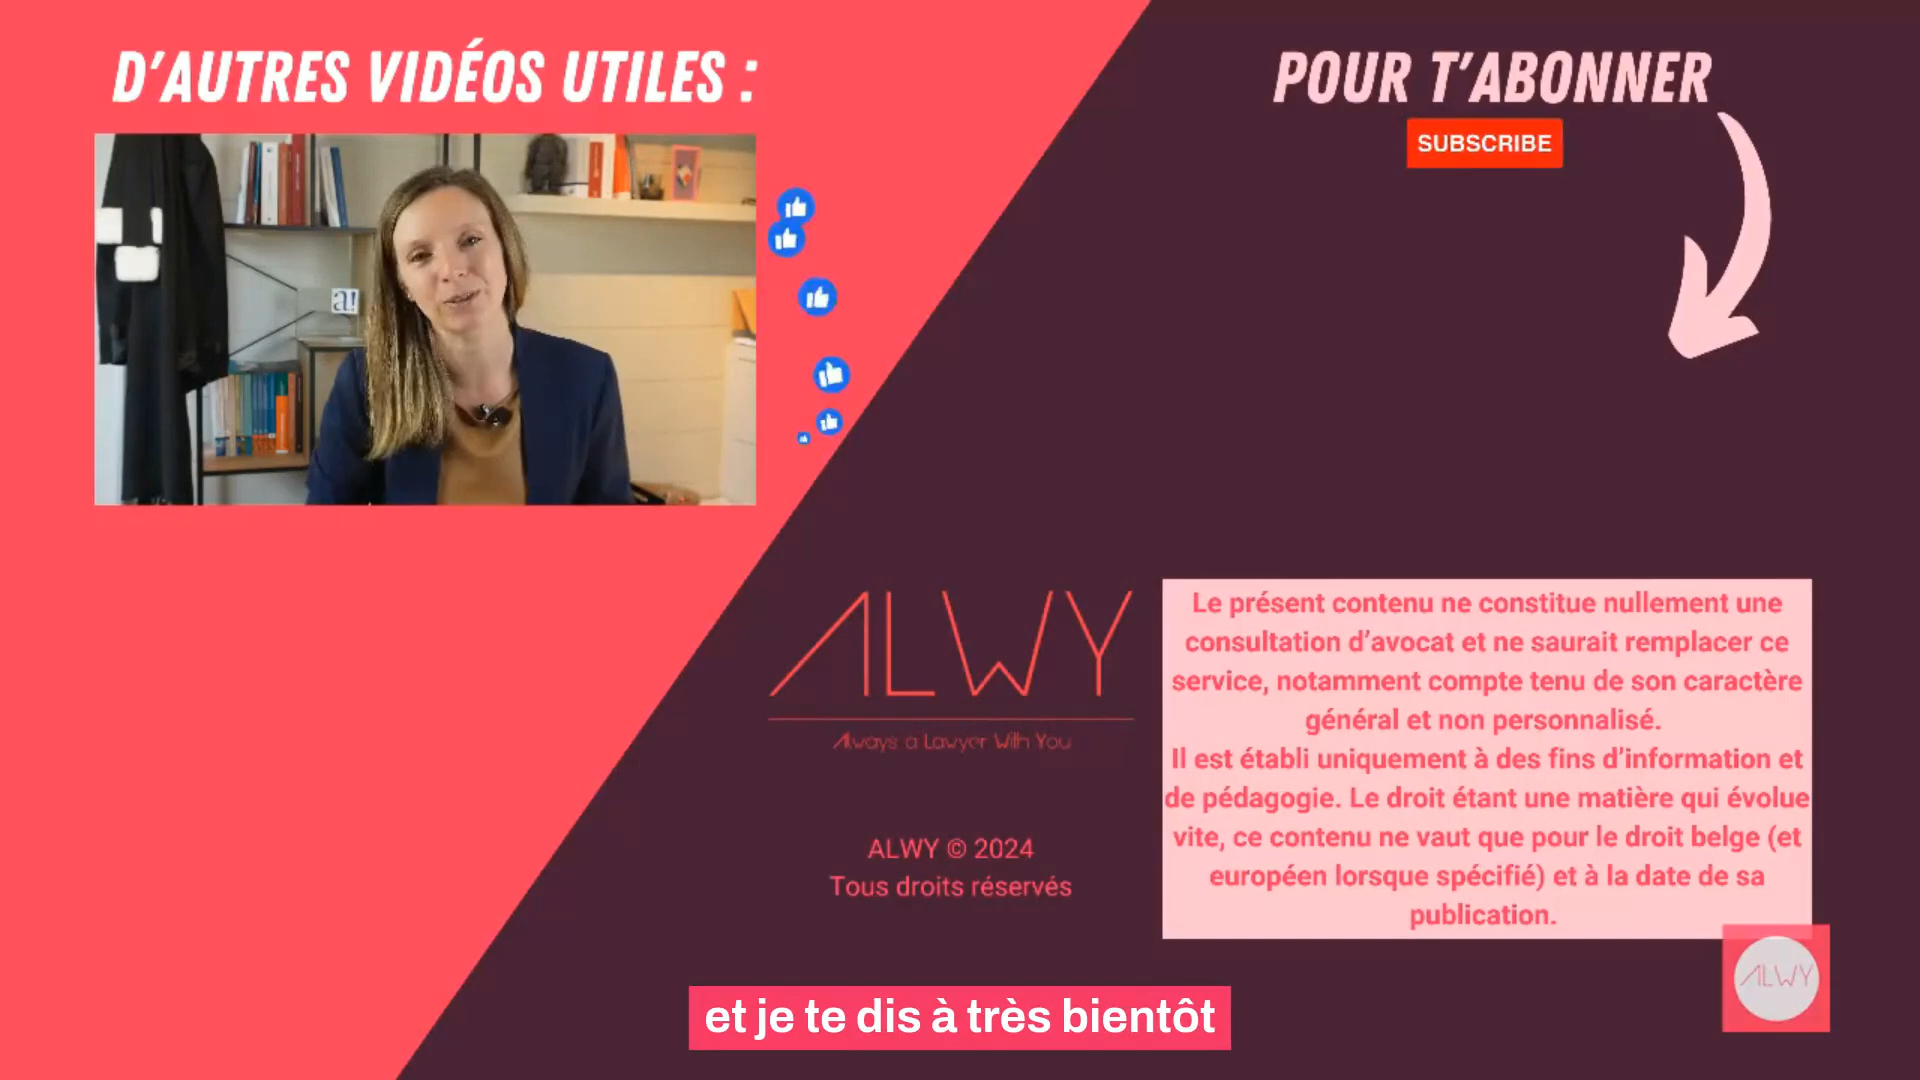 D'AUTRES VIDÉOS UTILES :
POUR T'ABONNER
SUBSCRIBE
a!
ALWY
Always a Lawyer With You
ALWY © 2024
Tous droits réservés
Le présent contenu ne constitue nullement une
consultation d'avocat et ne saurait remplacer ce
service, notamment compte tenu de son caractère
général et non personnalisé.
Il est établi uniquement à des fins d'information et
de pédagogie. Le droit étant une matière qui évolue
vite, ce contenu ne vaut que pour le droit belge (et
européen lorsque spécifié) et à la date de sa
publication.
ALWY
et je te dis à très bientôt